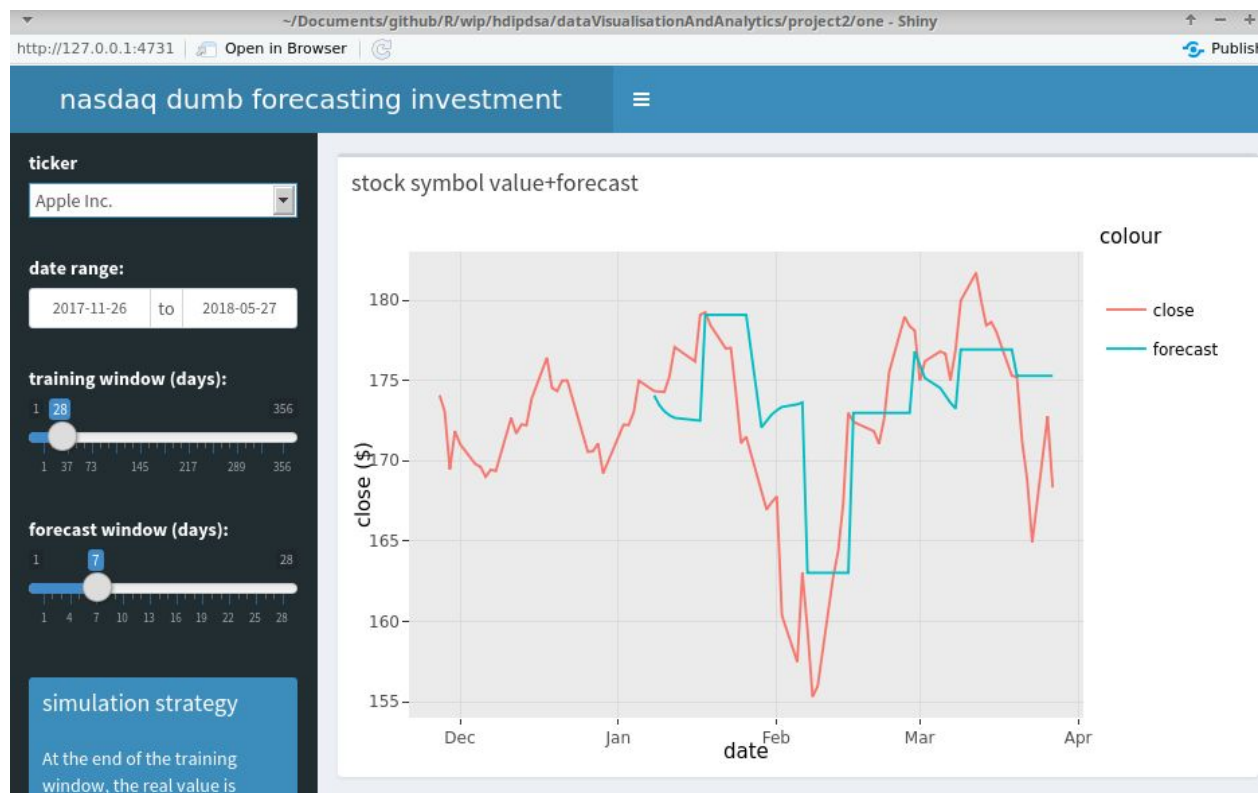 ~/Documents/github/R/wip/hdipdsa/dataVisualisationAndAnalytics/project2/one - Shiny
http://127.0.0.1:4731 Open in Browser Publish
nasdaq dumb forecasting investment
ticker
Apple Inc.
date range:
2017-11-26 to 2018-05-27
training window (days):
1 28 356
1 37 73 145 217 289 356
forecast window (days):
1 7 28
1 4 7 10 13 16 19 22 25 28
simulation strategy
At the end of the training
window, the real value is
stock symbol value+forecast
colour
close
forecast
close ($)
180
175
170
165
160
155
Dec Jan Feb Mar Apr
date